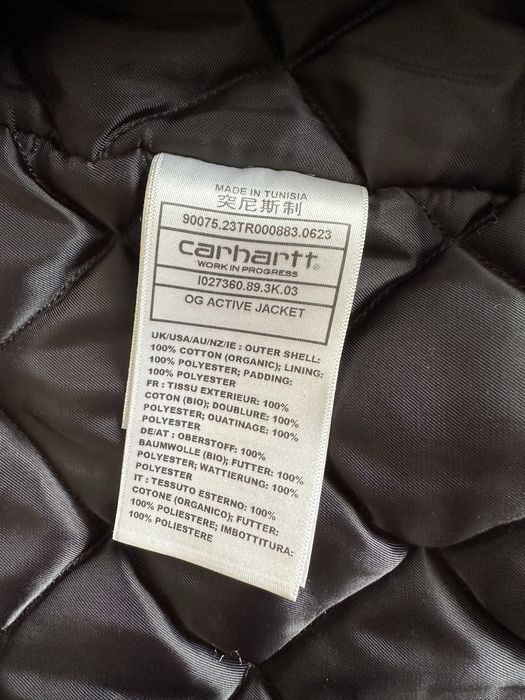 MADE IN TUNISIA
突尼斯制
90075.23TR000883.0623
carhartt®
WORK IN PROGRESS
I027360.89.3K.03
OG ACTIVE JACKET
UK/USA/AU/NZ/IE : OUTER SHELL:
100% COTTON (ORGANIC); LINING:
100% POLYESTER; PADDING:
100% POLYESTER
FR : TISSU EXTERIEUR: 100%
COTON (BIO); DOUBLURE: 100%
POLYESTER; OUATINAGE: 100%
POLYESTER
DE/AT : OBERSTOFF: 100%
BAUMWOLLE (BIO); FUTTER: 100%
POLYESTER; WATTIERUNG: 100%
POLYESTER
IT : TESSUTO ESTERNO: 100%
COTONE (ORGANICO); FUTTER:
100% POLIESTERE; IMBOTTITURA:
100% POLIESTERE